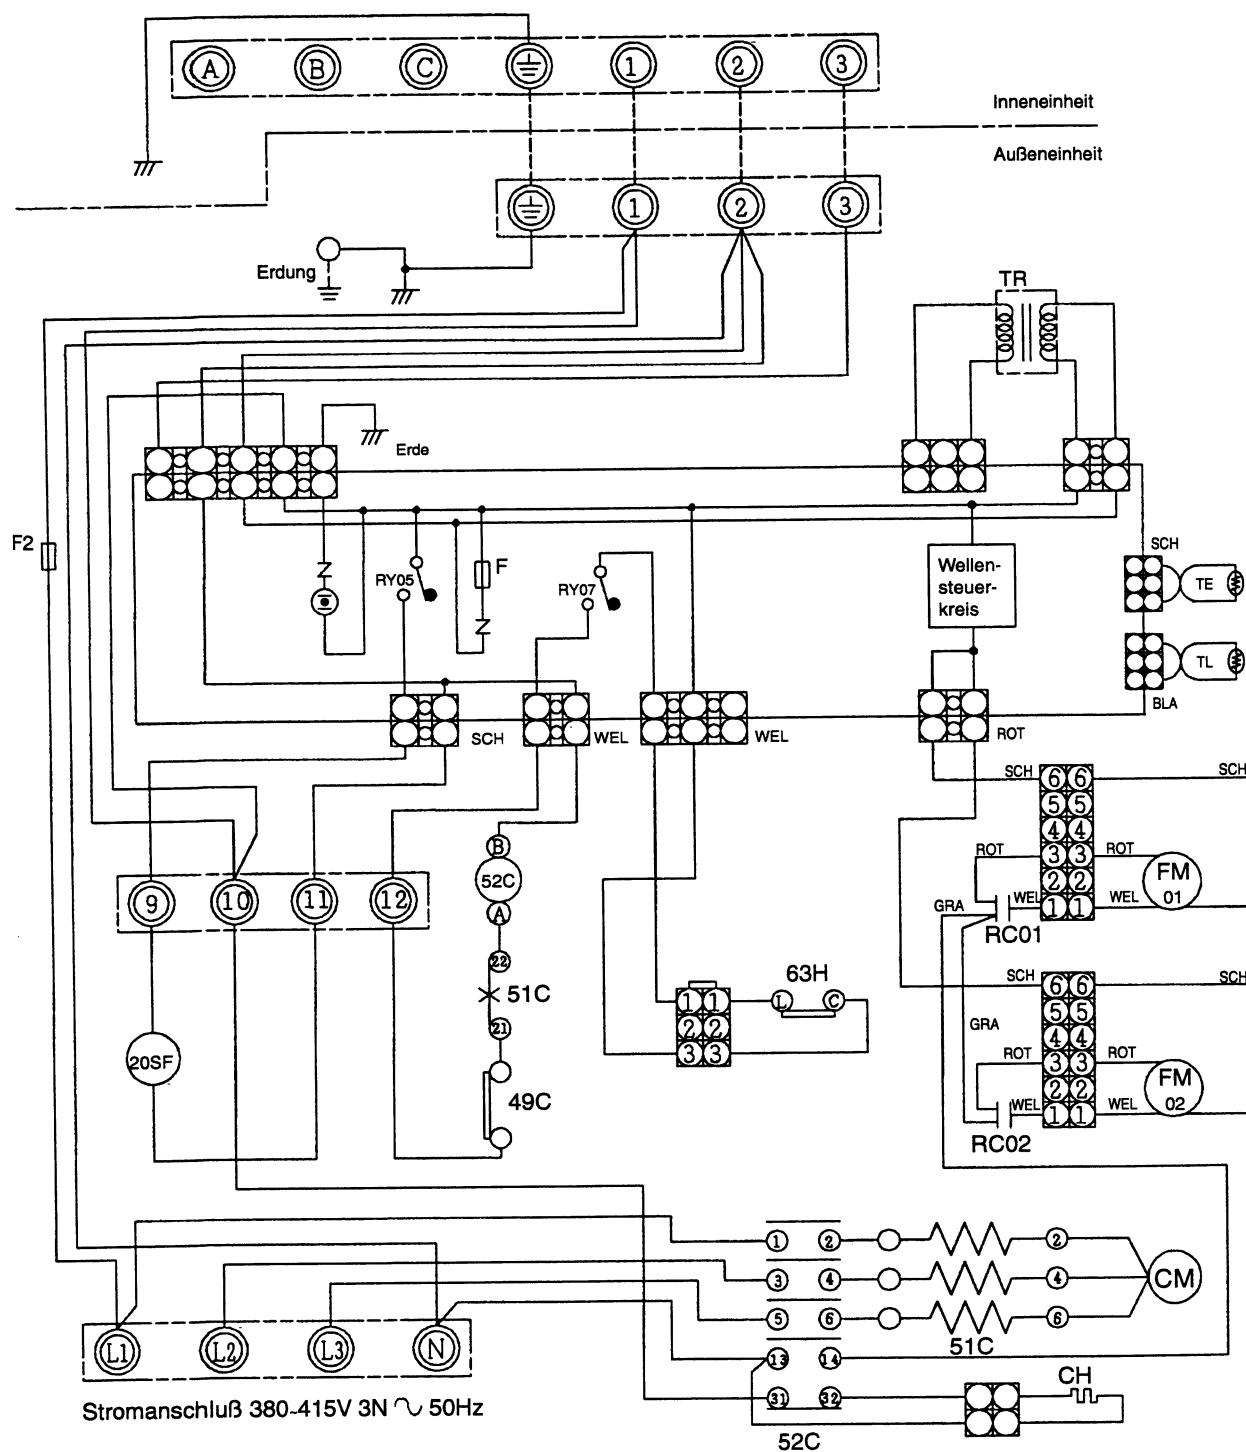 A B C 1 2 3
Inneneinheit
Außeneinheit
1 2 3
Erdung
TR
Erde
F2
RY05
F
RY07
Wellen-
steuer-
kreis
SCH
TE
TL
BLA
SCH
WEL
WEL
ROT
SCH 6 6 SCH
5 5
4 4
ROT 3 3 ROT
FM
01
2 2
GRA WEL 1 1 WEL
RC01
B
52C
A
9 10 11 12
22
51C
21
63H
1 1 L C
2 2
3 3
SCH 6 6 SCH
5 5
GRA
4 4
ROT 3 3 ROT
FM
02
2 2
WEL 1 1 WEL
RC02
20SF
49C
1 2 2
3 4 4
CM
5 6 6
51C
13 14
L1 L2 L3 N
CH
31 32
52C
Stromanschluß 380~415V 3N ~ 50Hz